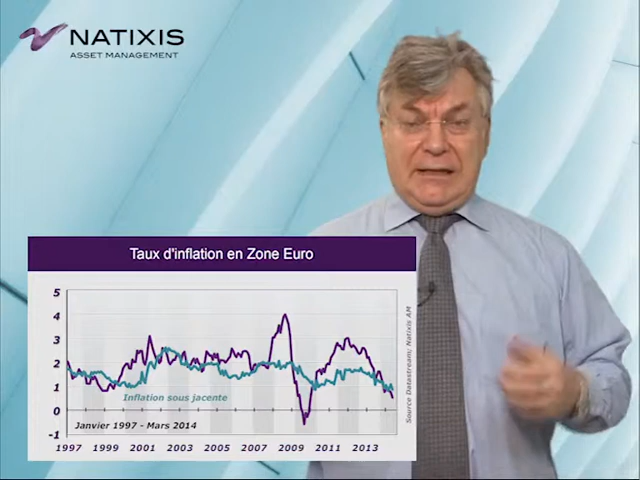 NATIXIS
ASSET MANAGEMENT
Taux d'inflation en Zone Euro
5
4
3
2
1
0
-1
Inflation sous jacente
Janvier 1997 - Mars 2014
1997 1999 2001 2003 2005 2007 2009 2011 2013
Source Datastream; Natixis AM